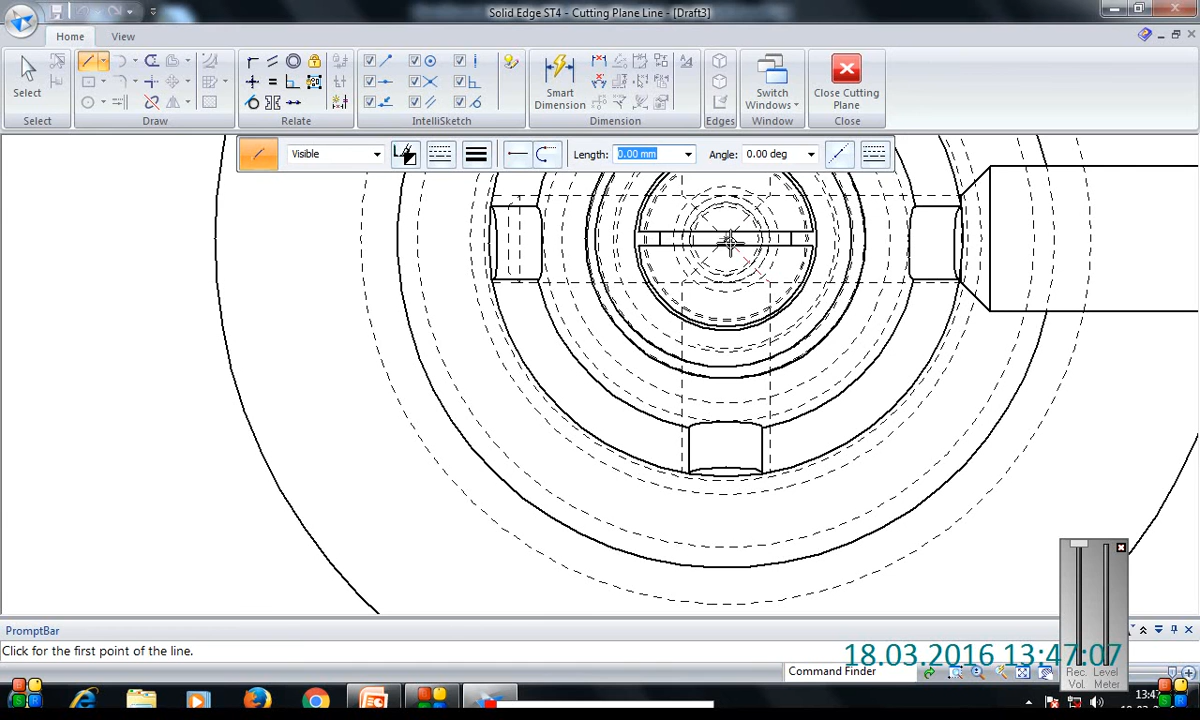 Solid Edge ST4 - Cutting Plane Line - [Draft3]
Home View
Select
Smart Dimension
Switch Windows
Close Cutting Plane
Select Draw Relate IntelliSketch Dimension Edges Window Close
Visible Length: 0.00 mm Angle: 0.00 deg
PromptBar
Click for the first point of the line.
18.03.2016 13:47:07
Command Finder
Rec. Vol. Level Meter
13:47